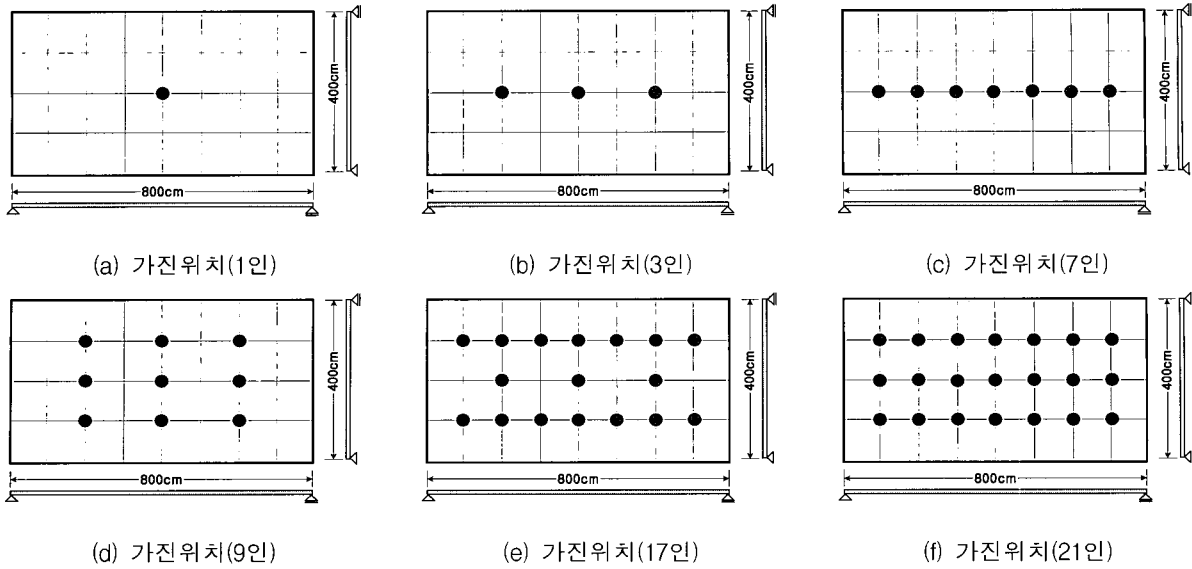 400cm
800cm
(a) 가진위치(1인)
400cm
800cm
(b) 가진위치(3인)
400cm
800cm
(c) 가진위치(7인)
400cm
800cm
(d) 가진위치(9인)
400cm
800cm
(e) 가진위치(17인)
400cm
800cm
(f) 가진위치(21인)